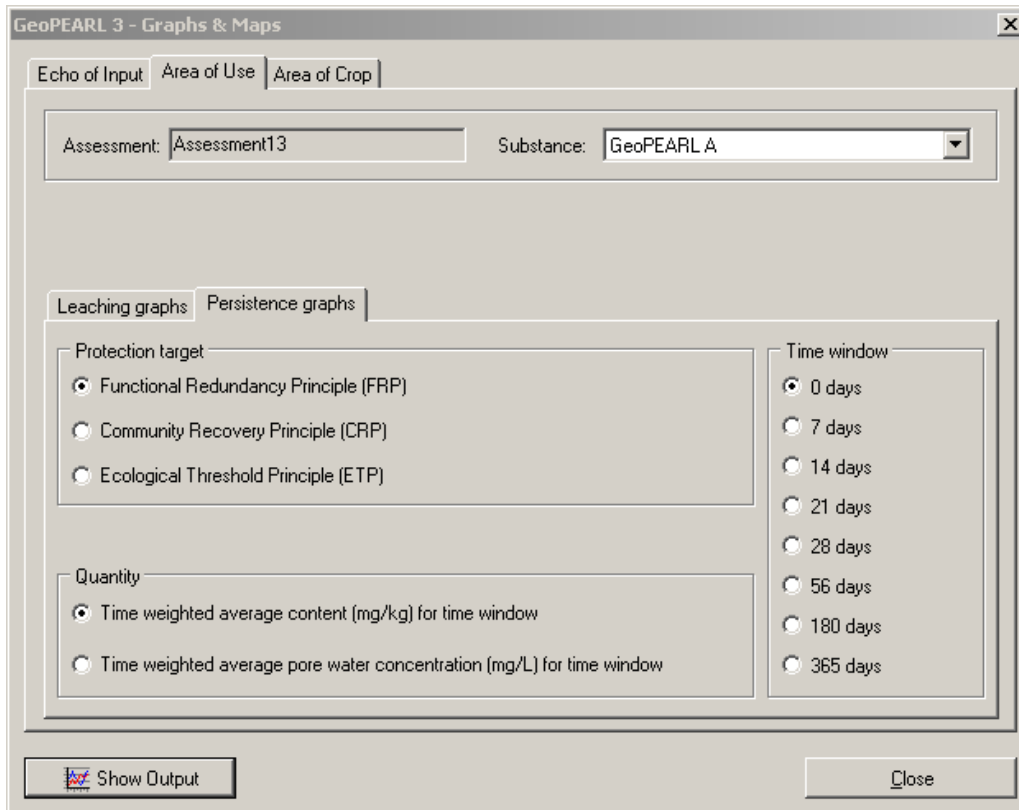 GeoPEARL 3 - Graphs & Maps
Echo of Input Area of Use Area of Crop
Assessment: Assessment13 Substance: GeoPEARL A
Leaching graphs Persistence graphs
Protection target
Functional Redundancy Principle (FRP)
Community Recovery Principle (CRP)
Ecological Threshold Principle (ETP)
Quantity
Time weighted average content (mg/kg) for time window
Time weighted average pore water concentration (mg/L) for time window
Time window
0 days
7 days
14 days
21 days
28 days
56 days
180 days
365 days
Show Output Close